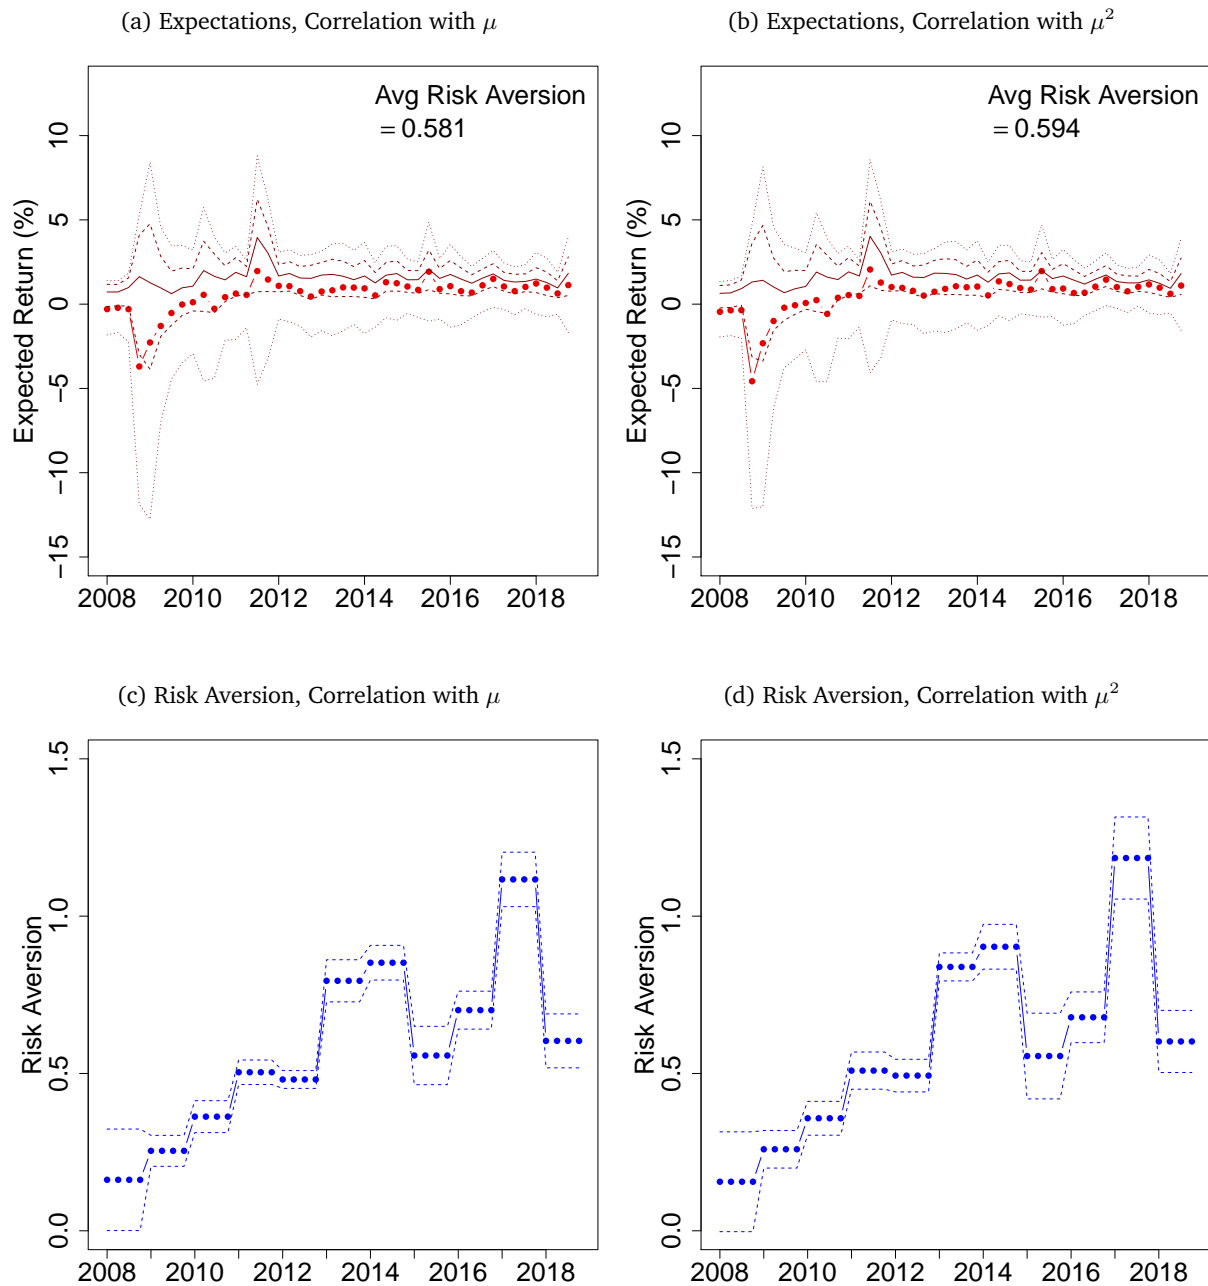 (a) Expectations, Correlation with μ
(b) Expectations, Correlation with μ²
Avg Risk Aversion
= 0.581
Expected Return (%)
10
5
0
−5
−10
−15
2008 2010 2012 2014 2016 2018
Avg Risk Aversion
= 0.594
Expected Return (%)
10
5
0
−5
−10
−15
2008 2010 2012 2014 2016 2018
(c) Risk Aversion, Correlation with μ
(d) Risk Aversion, Correlation with μ²
Risk Aversion
1.5
1.0
0.5
0.0
2008 2010 2012 2014 2016 2018
Risk Aversion
1.5
1.0
0.5
0.0
2008 2010 2012 2014 2016 2018